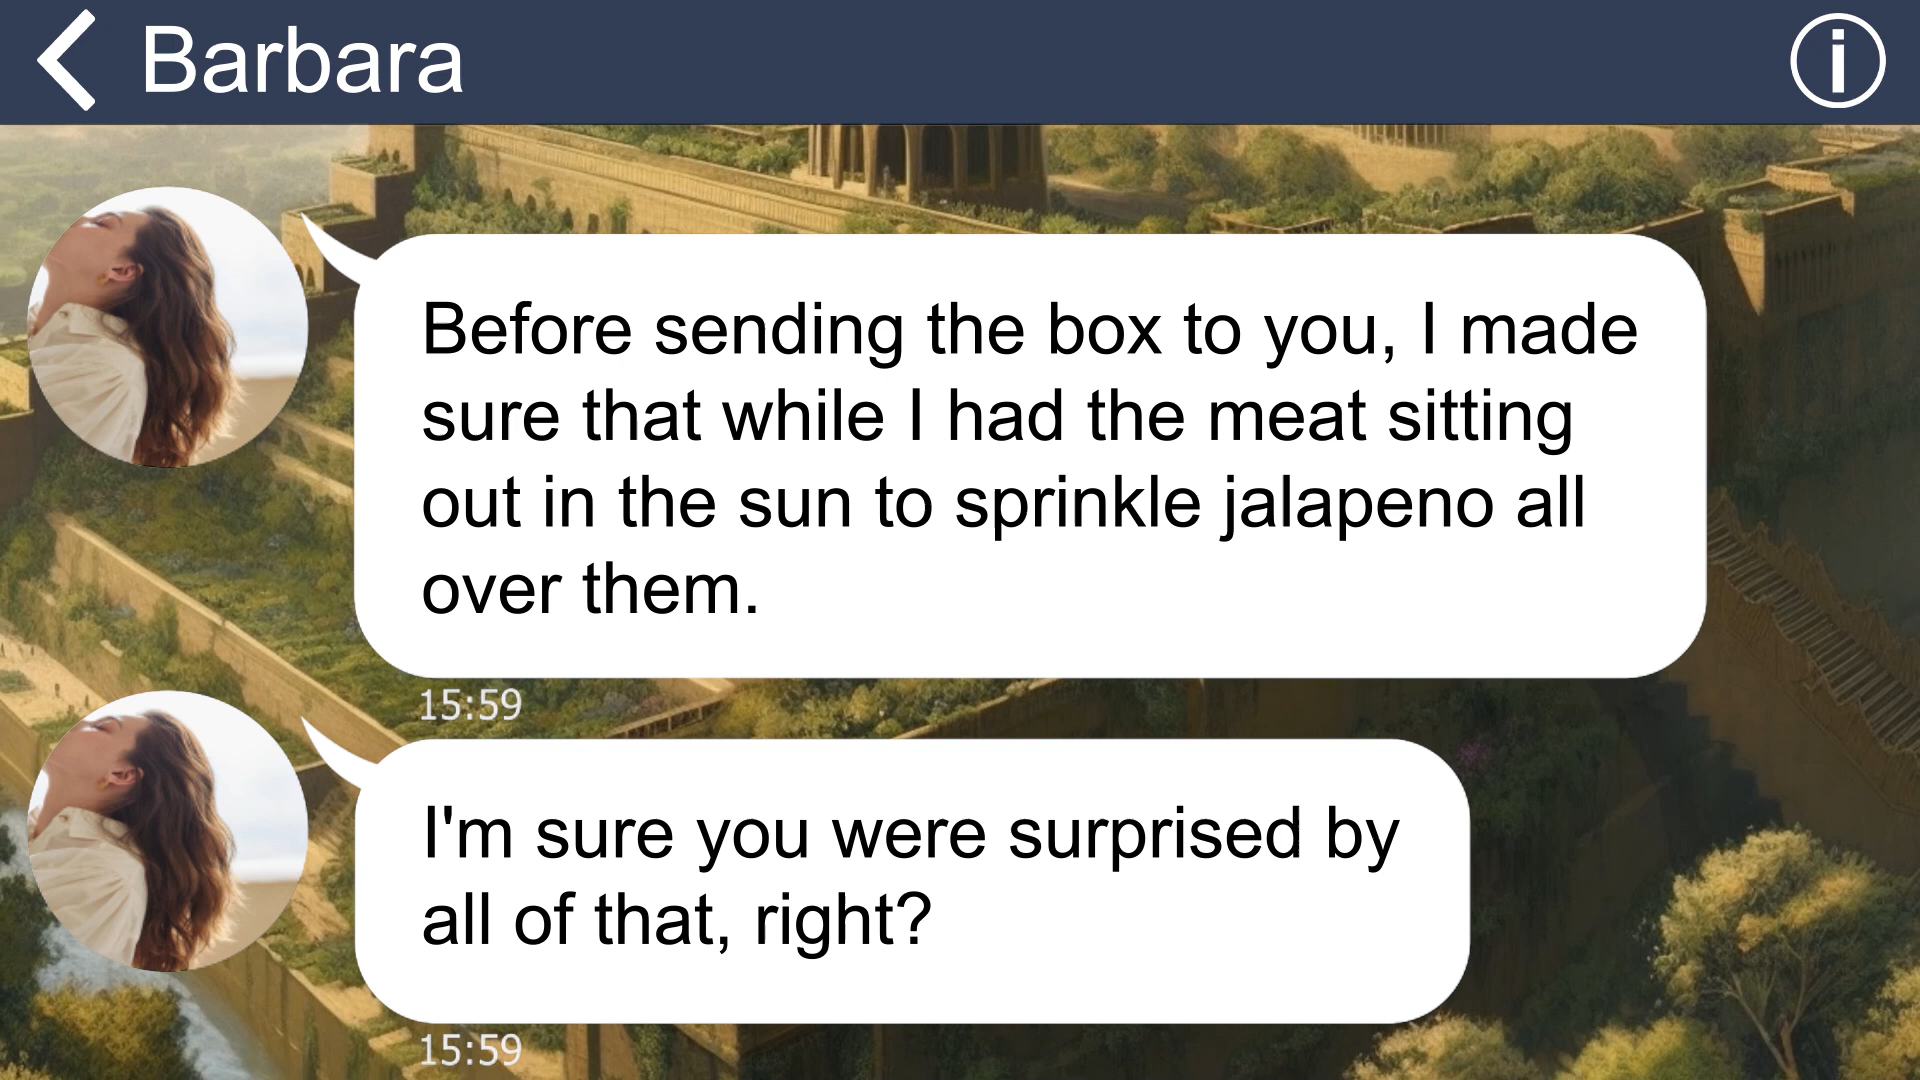 Barbara
Before sending the box to you, I made
sure that while I had the meat sitting
out in the sun to sprinkle jalapeno all
over them.
15:59
I'm sure you were surprised by
all of that, right?
15:59